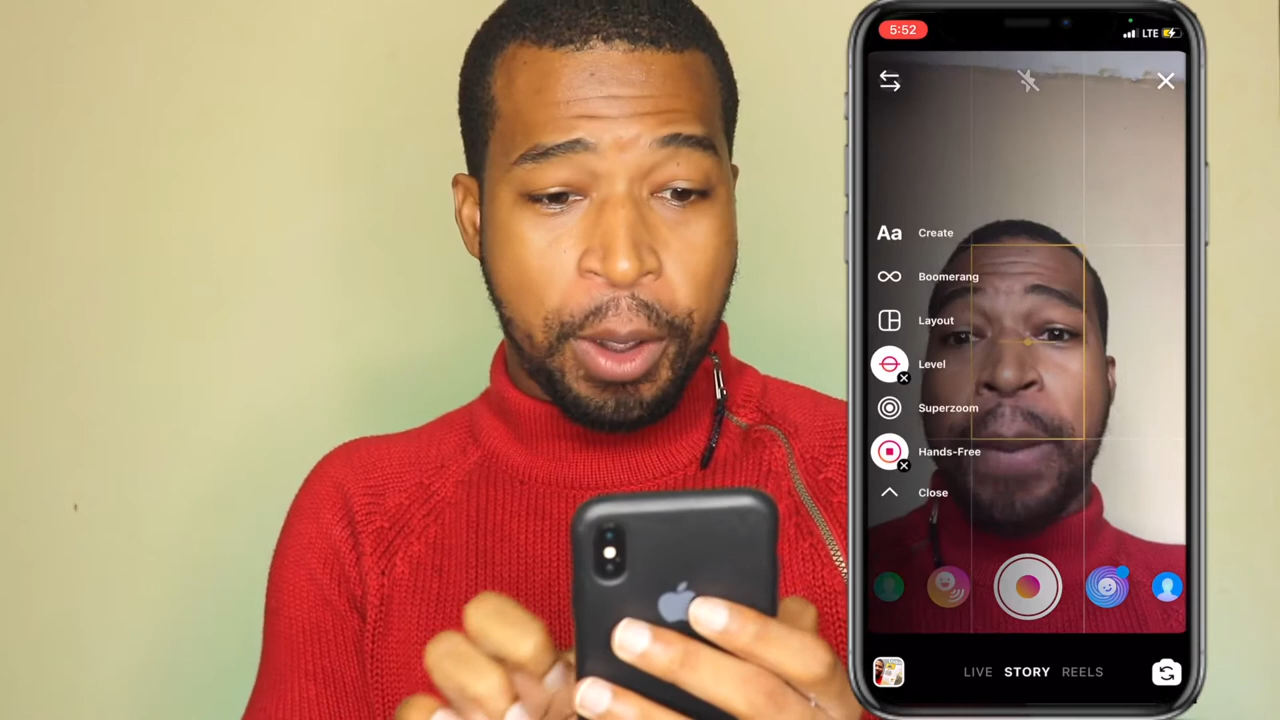 5:52
LTE
Aa Create
Boomerang
Layout
Level
Superzoom
Hands-Free
Close
LIVE STORY REELS